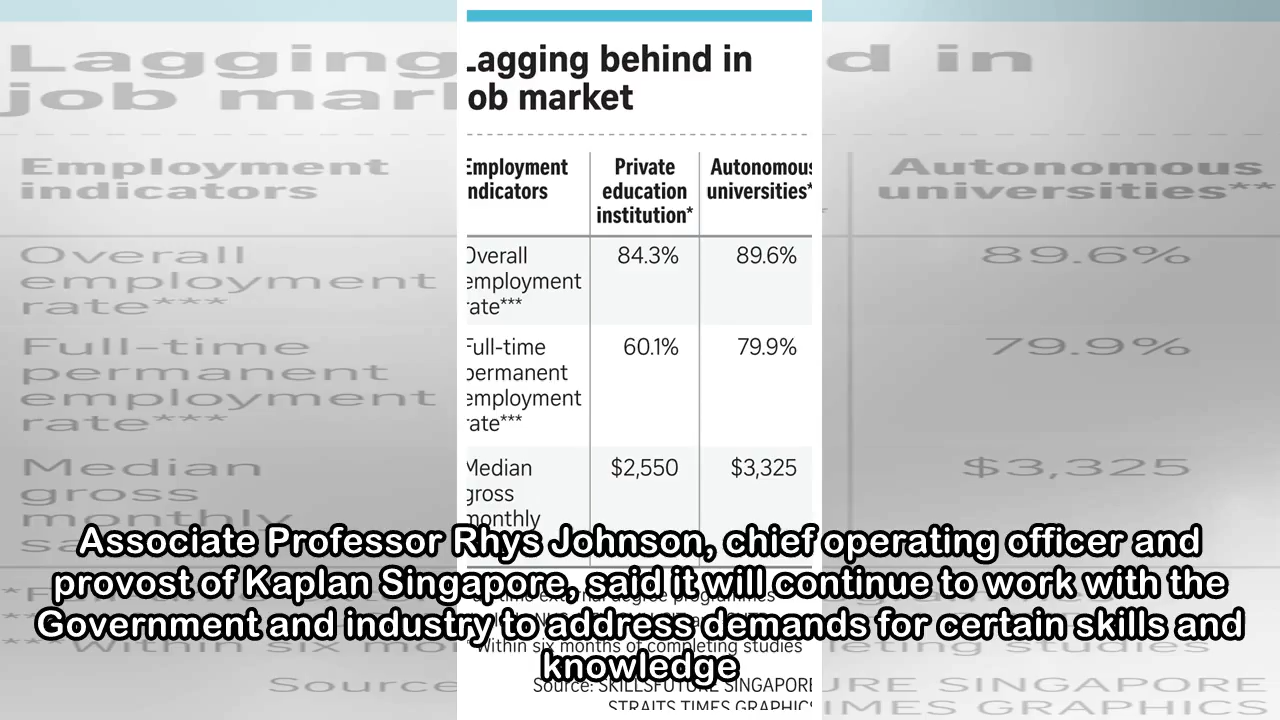 Lagging behind in
job market
Employment indicators
Private education institution*
Autonomous universities**
Overall employment rate***
84.3%
89.6%
Full-time permanent employment rate***
60.1%
79.9%
Median gross monthly
$2,550
$3,325
Associate Professor Rhys Johnson, chief operating officer and
provost of Kaplan Singapore, said it will continue to work with the
Government and industry to address demands for certain skills and
knowledge
Within six months of completing studies
Source: SKILLSFUTURE SINGAPORE
STRAITS TIMES GRAPHICS